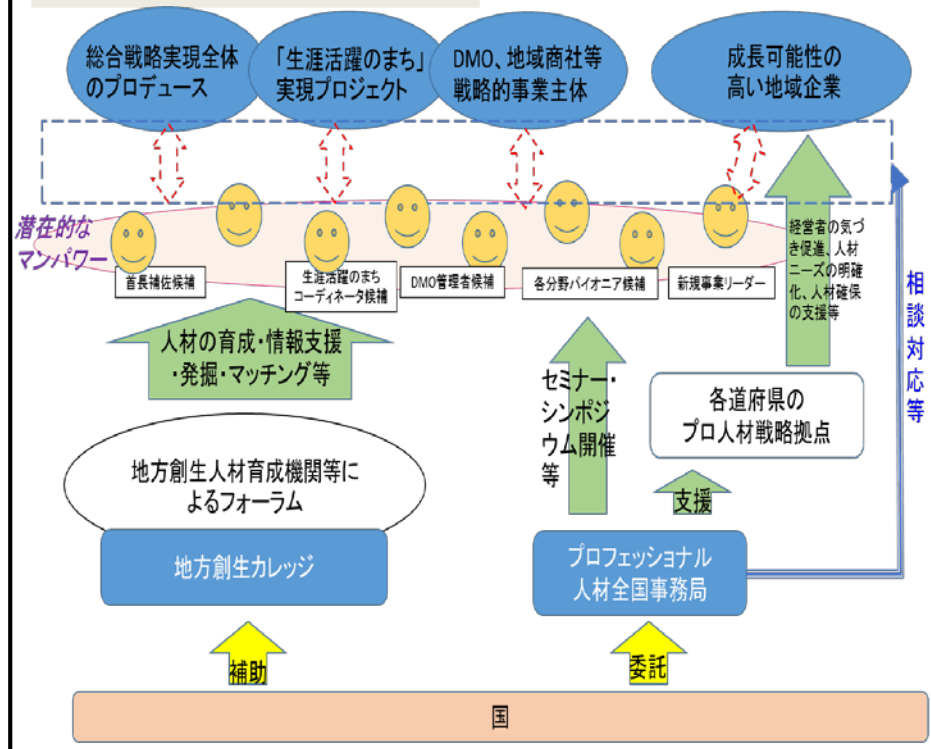 総合戦略実現全体
のプロデュース
「生涯活躍のまち」
実現プロジェクト
DMO、地域商社等
戦略的事業主体
成長可能性の
高い地域企業
潜在的な
マンパワー
首長補佐候補
生涯活躍のまち
コーディネータ候補
DMO管理者候補
各分野パイオニア候補
新規事業リーダー
経営者の気づ
き促進、人材
ニーズの明確
化、人材確保
の支援等
相談対応等
人材の育成・情報支援
・発掘・マッチング等
セミナー・
シンポジ
ウム開催
等
各道府県の
プロ人材戦略拠点
地方創生人材育成機関等に
よるフォーラム
支援
地方創生カレッジ
プロフェッショナル
人材全国事務局
補助
委託
国